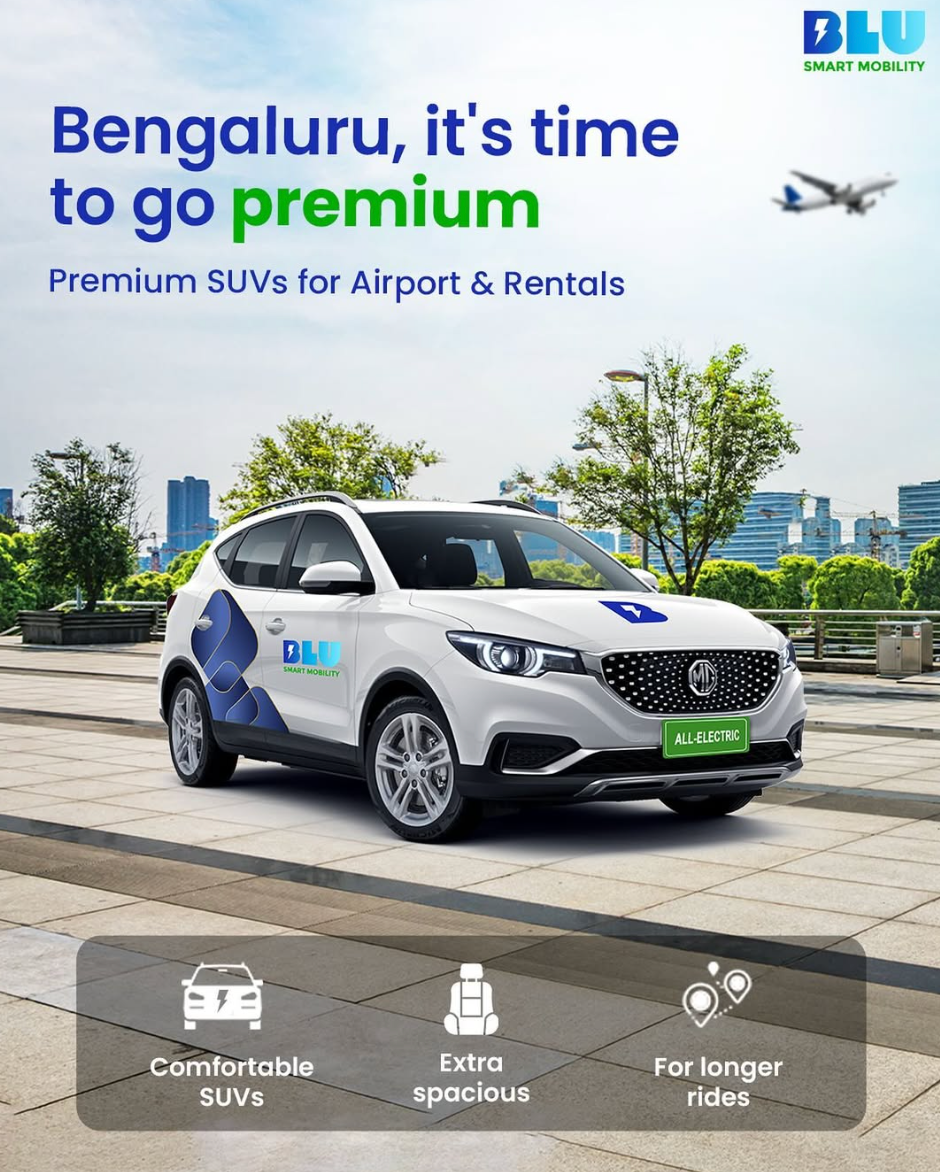 BLU
SMART MOBILITY
Bengaluru, it's time
to go premium
Premium SUVs for Airport & Rentals
BLU
SMART MOBILITY
MG
ALL-ELECTRIC
Comfortable
SUVs
Extra
spacious
For longer
rides